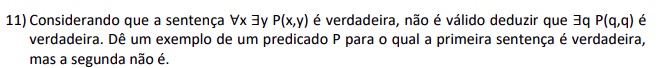 11) Considerando que a sentença ∀x ∃y P(x,y) é verdadeira, não é válido deduzir que ∃q P(q,q) é
verdadeira. Dê um exemplo de um predicado P para o qual a primeira sentença é verdadeira,
mas a segunda não é.